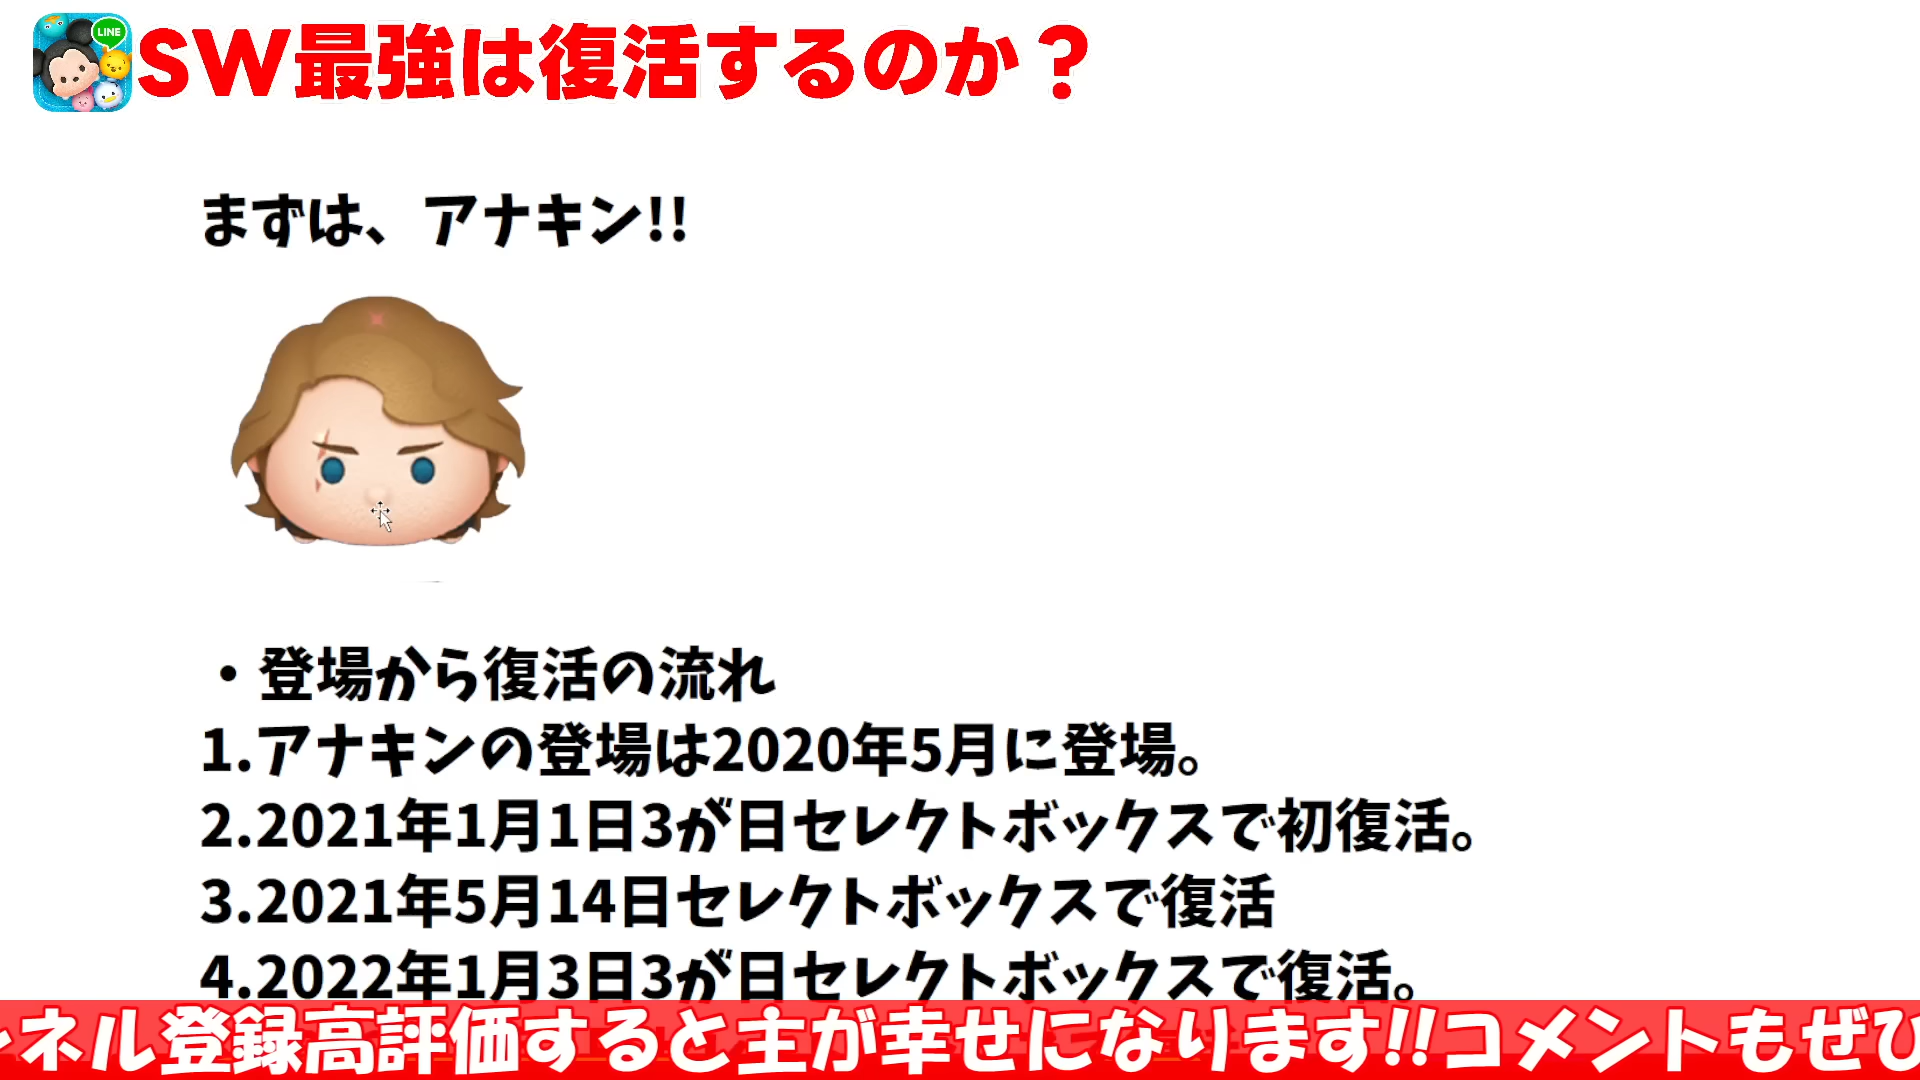 LINE
SW最強は復活するのか？
まずは、アナキン!!
・登場から復活の流れ
1.アナキンの登場は2020年5月に登場。
2.2021年1月1日3が日セレクトボックスで初復活。
3.2021年5月14日セレクトボックスで復活
4.2022年1月3日3が日セレクトボックスで復活。
ネル登録高評価すると主が幸せになります!!コメントもぜひ